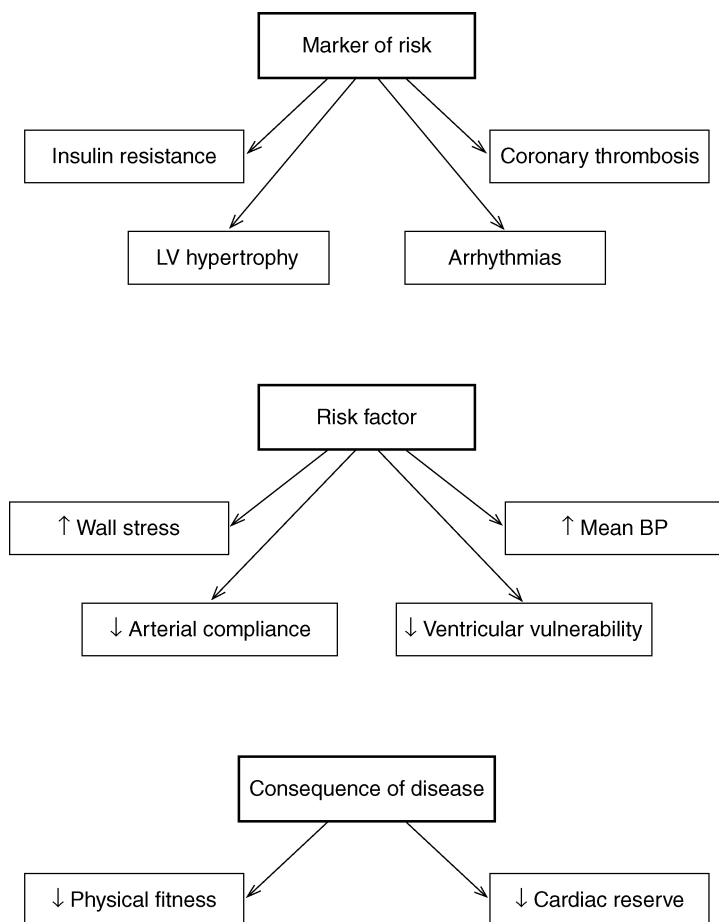 Marker of risk
Insulin resistance
Coronary thrombosis
LV hypertrophy
Arrhythmias
Risk factor
↑ Wall stress
↑ Mean BP
↓ Arterial compliance
↓ Ventricular vulnerability
Consequence of disease
↓ Physical fitness
↓ Cardiac reserve